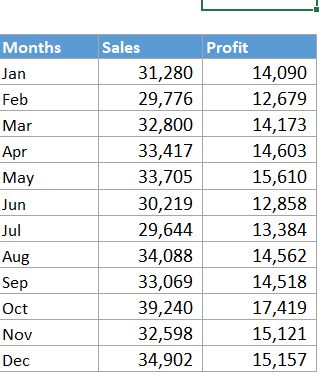 Months Sales Profit
Jan 31,280 14,090
Feb 29,776 12,679
Mar 32,800 14,173
Apr 33,417 14,603
May 33,705 15,610
Jun 30,219 12,858
Jul 29,644 13,384
Aug 34,088 14,562
Sep 33,069 14,518
Oct 39,240 17,419
Nov 32,598 15,121
Dec 34,902 15,157